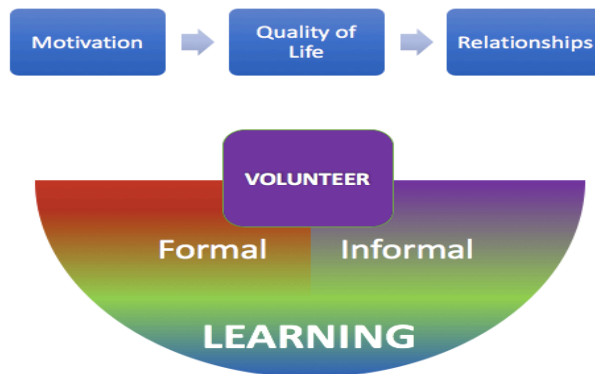 Motivation
Quality of
Life
Relationships
VOLUNTEER
Formal
Informal
LEARNING